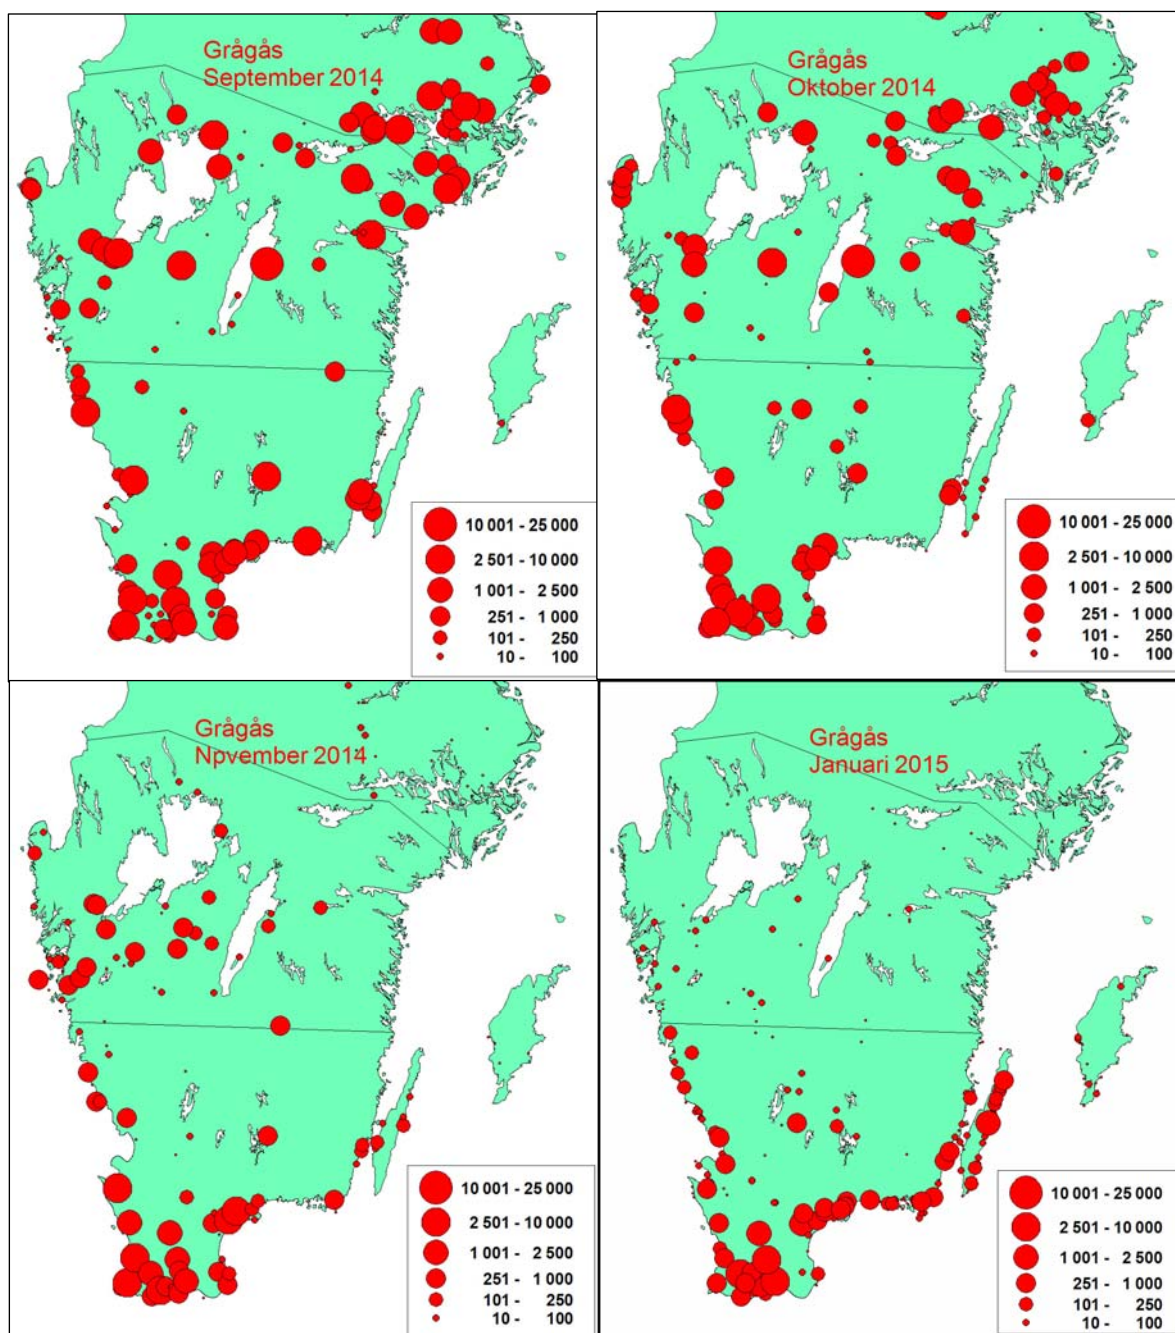 Grågås
September 2014
10 001 - 25 000
2 501 - 10 000
1 001 - 2 500
251 - 1 000
101 - 250
10 - 100
Grågås
Oktober 2014
10 001 - 25 000
2 501 - 10 000
1 001 - 2 500
251 - 1 000
101 - 250
10 - 100
Grågås
Npvember 2014
10 001 - 25 000
2 501 - 10 000
1 001 - 2 500
251 - 1 000
101 - 250
10 - 100
Grågås
Januari 2015
10 001 - 25 000
2 501 - 10 000
1 001 - 2 500
251 - 1 000
101 - 250
10 - 100